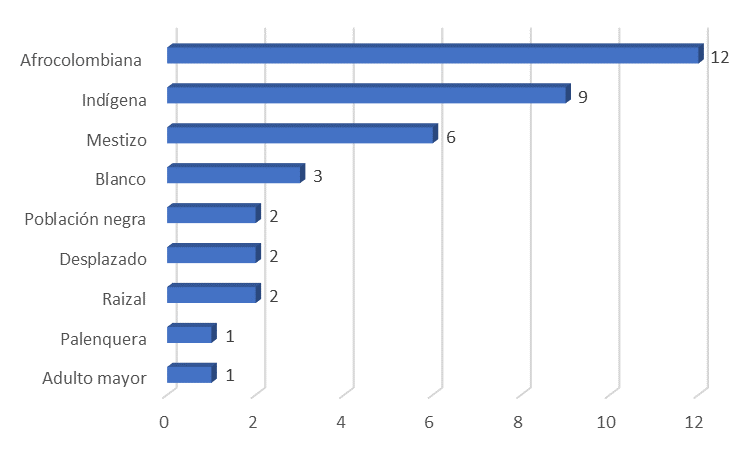 Afrocolombiana 12
Indígena 9
Mestizo 6
Blanco 3
Población negra 2
Desplazado 2
Raizal 2
Palenquera 1
Adulto mayor 1
0 2 4 6 8 10 12